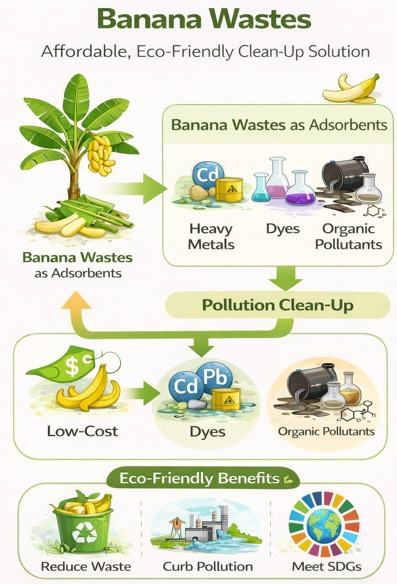 Banana Wastes
Affordable, Eco-Friendly Clean-Up Solution
Banana Wastes as Adsorbents
Cd
Heavy
Metals
Dyes
Organic
Pollutants
Banana Wastes
as Adsorbents
Pollution Clean-Up
$ c
Low-Cost
Cd Pb
Dyes
Organic Pollutants
Eco-Friendly Benefits
Reduce Waste
Curb Pollution
Meet SDGs